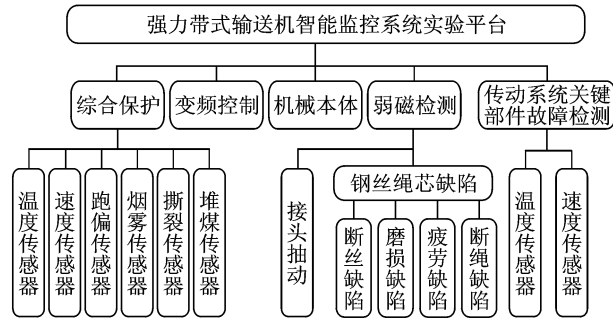 强力带式输送机智能监控系统实验平台
综合保护
变频控制
机械本体
弱磁检测
传动系统关键
部件故障检测
温度传感器
速度传感器
跑偏传感器
烟雾传感器
撕裂传感器
堆煤传感器
接头抽动
钢丝绳芯缺陷
断丝缺陷
磨损缺陷
疲劳缺陷
断绳缺陷
温度传感器
速度传感器